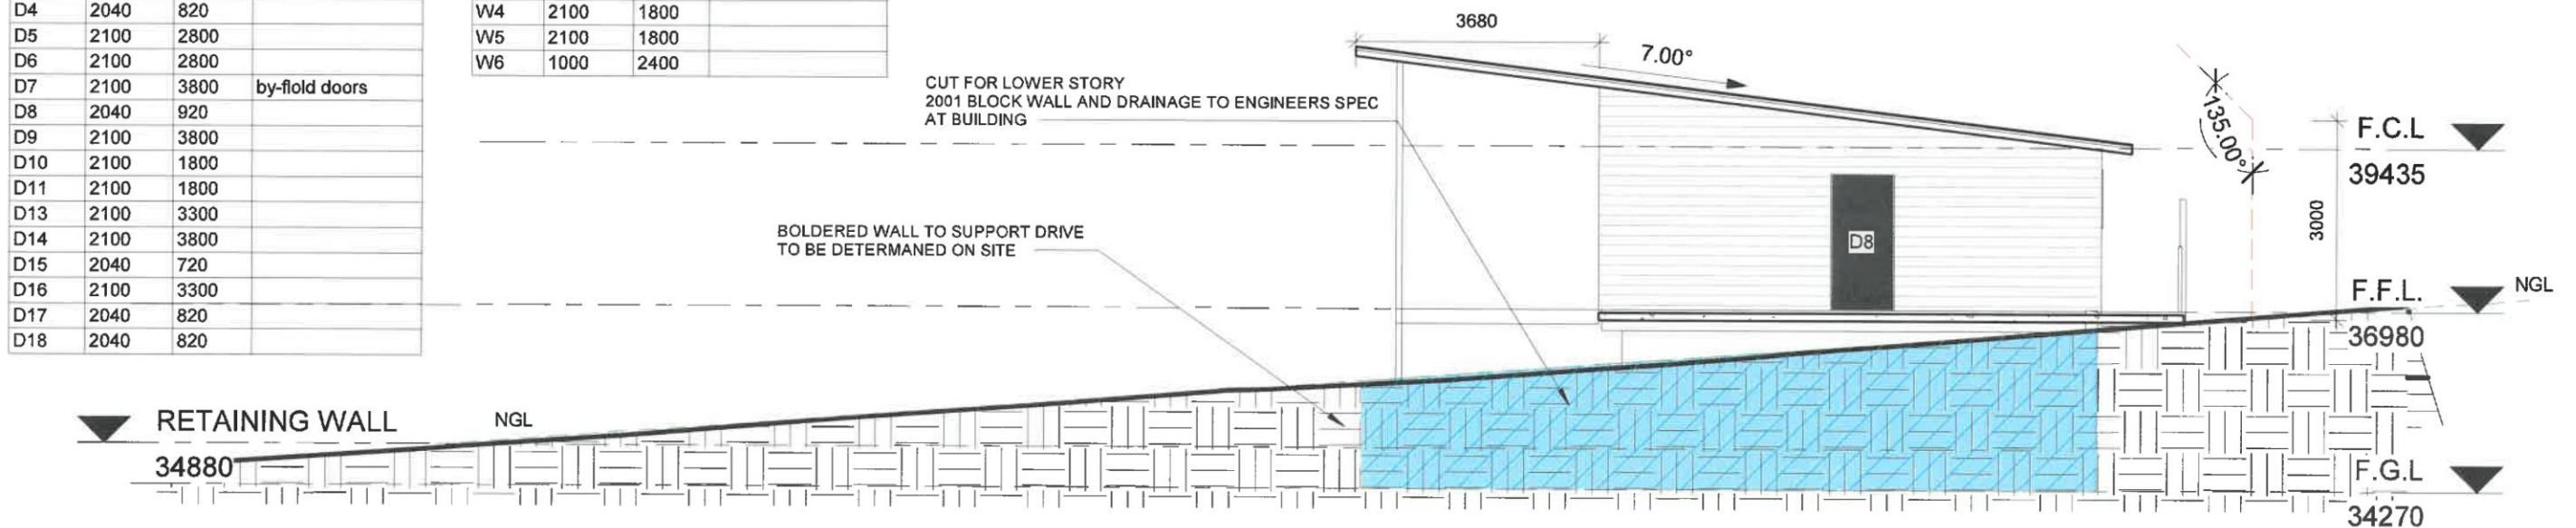 D4 2040 820
D5 2100 2800
D6 2100 2800
D7 2100 3800 by-flold doors
D8 2040 920
D9 2100 3800
D10 2100 1800
D11 2100 1800
D13 2100 3300
D14 2100 3800
D15 2040 720
D16 2100 3300
D17 2040 820
D18 2040 820
W4 2100 1800
W5 2100 1800
W6 1000 2400
CUT FOR LOWER STORY
2001 BLOCK WALL AND DRAINAGE TO ENGINEERS SPEC
AT BUILDING
BOLDERED WALL TO SUPPORT DRIVE
TO BE DETERMANED ON SITE
3680
7.00°
D8
135.00°
3000
F.C.L
39435
F.F.L.
NGL
36980
F.G.L
34270
RETAINING WALL
NGL
34880